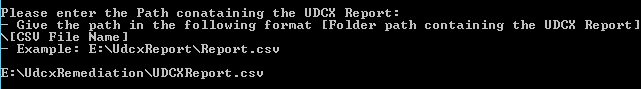 Please enter the Path conataining the UDCX Report:
- Give the path in the following format [Folder path containing the UDCX Report]
\[CSV File Name]
- Example: E:\UdcxReport\Report.csv
E:\UdcxRemediation\UDCXReport.csv